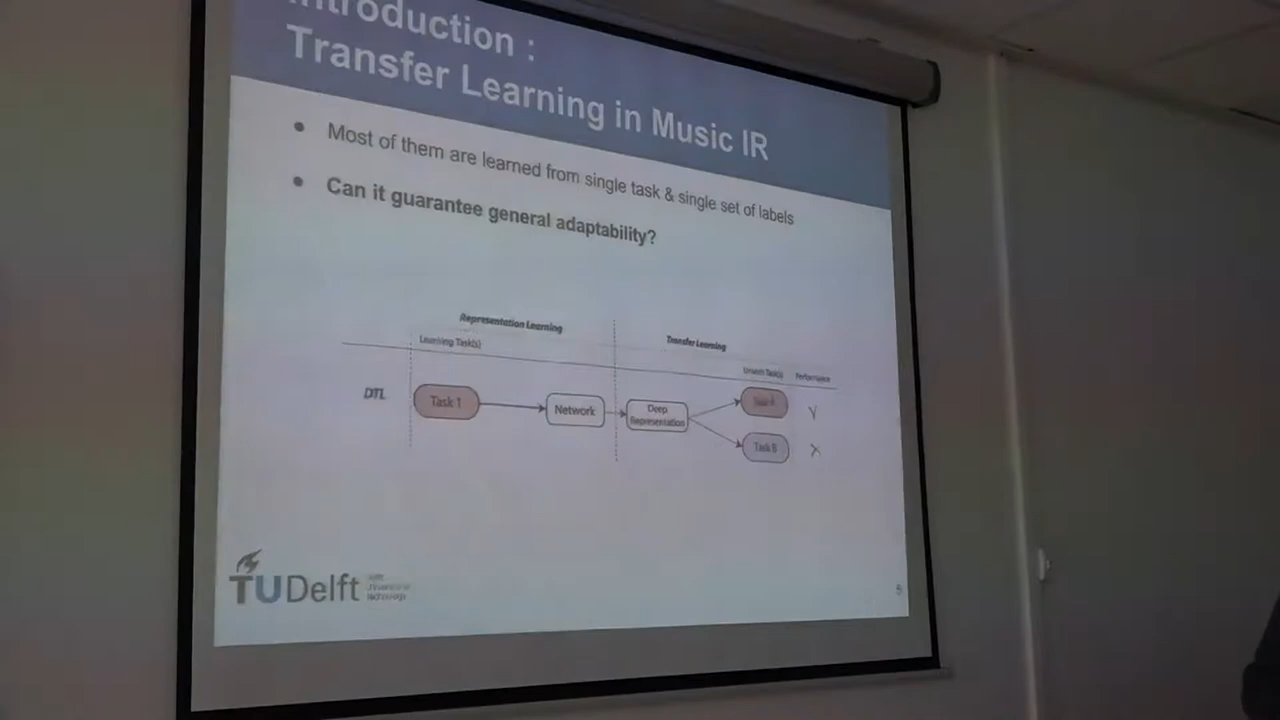 ntroduction :
Transfer Learning in Music IR
Most of them are learned from single task & single set of labels
Can it guarantee general adaptability?
Representation Learning
Transfer Learning
Learning Task(s)
Unseen Task(s) Performance
DTL
Task 1
Network
Deep
Representation
Task A
Y
Task B
X
TUDelft